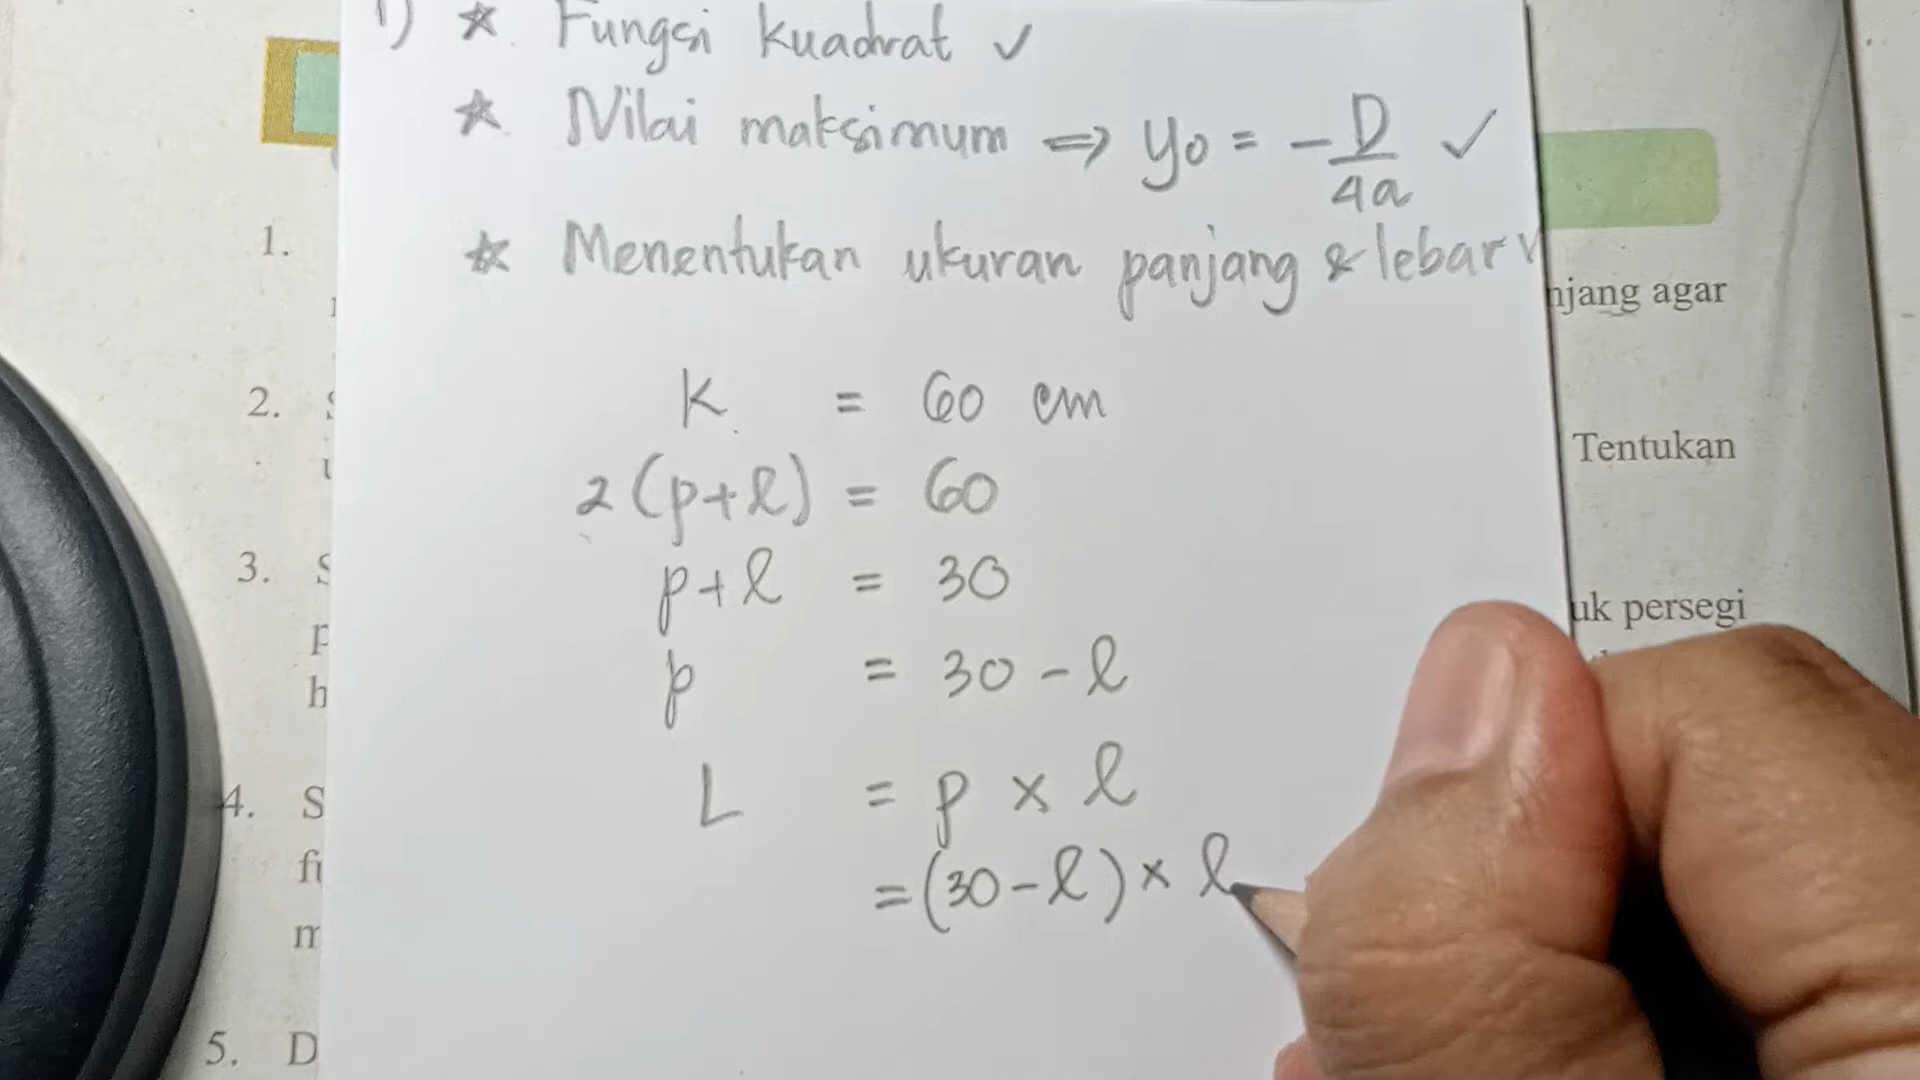 1) ☆ Fungsi kuadrat ✓
☆ Nilai maksimum ⇒ y₀ = -D/4a ✓
☆ Menentukan ukuran panjang & lebar
1.
njang agar
K = 60 cm
2.
Tentukan
2(p+l) = 60
3.
p+l = 30
uk persegi
p = 30 - l
4. S
L = p × l
= (30-l) × l
5. D